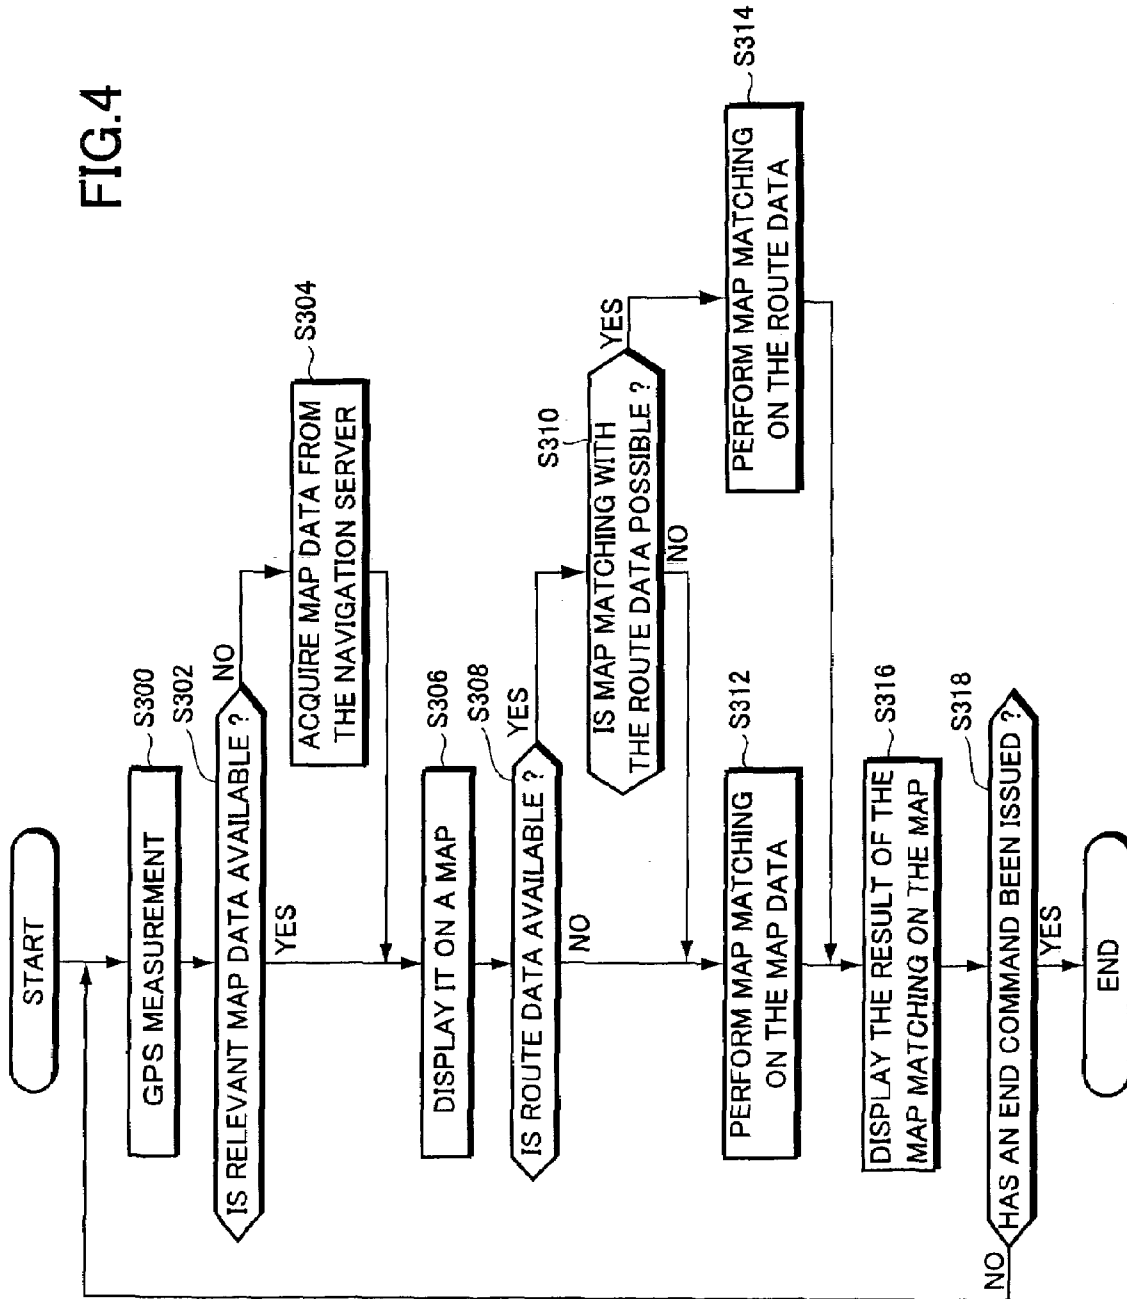 FIG.4
START
GPS MEASUREMENT
S300
IS RELEVANT MAP DATA AVAILABLE ?
S302
NO
YES
ACQUIRE MAP DATA FROM
THE NAVIGATION SERVER
S304
DISPLAY IT ON A MAP
S306
IS ROUTE DATA AVAILABLE ?
S308
YES
NO
IS MAP MATCHING WITH
THE ROUTE DATA POSSIBLE ?
S310
YES
NO
PERFORM MAP MATCHING
ON THE MAP DATA
S312
PERFORM MAP MATCHING
ON THE ROUTE DATA
S314
DISPLAY THE RESULT OF THE
MAP MATCHING ON THE MAP
S316
HAS AN END COMMAND BEEN ISSUED ?
S318
NO
YES
END